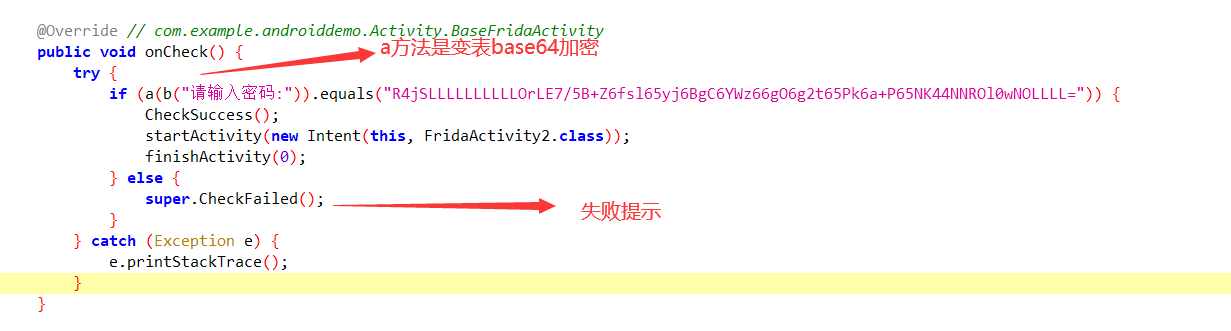 @Override // com.example.androiddemo.Activity.BaseFridaActivity
public void onCheck() {
a方法是变表base64加密
try {
if (a(b("请输入密码:")).equals("R4jSLLLLLLLLLLOrLE7/5B+Z6fsl65yj6BgC6YWz66gO6g2t65Pk6a+P65NK44NNROl0wNOLLLL=")) {
CheckSuccess();
startActivity(new Intent(this, FridaActivity2.class));
finishActivity(0);
} else {
super.CheckFailed();
失败提示
}
} catch (Exception e) {
e.printStackTrace();
}
}